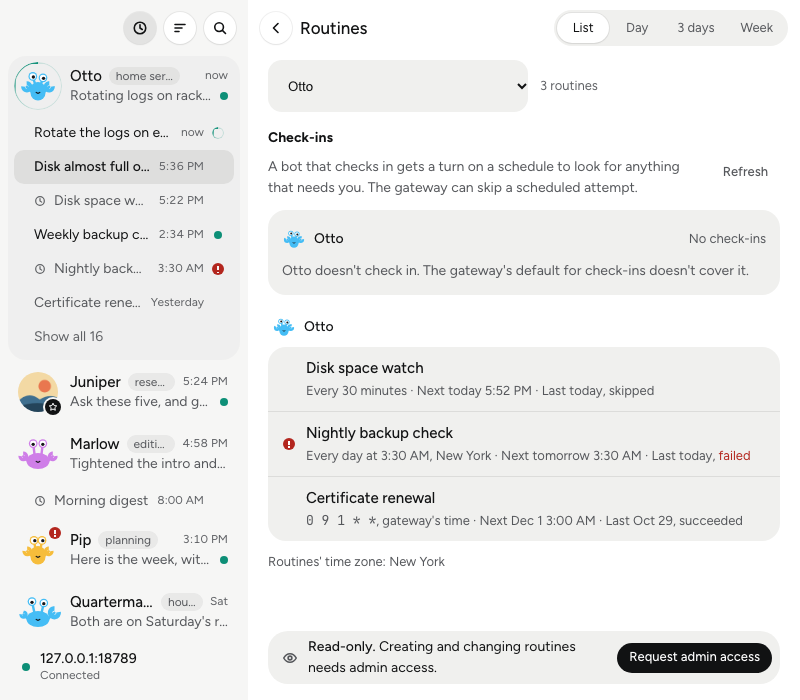 Otto home ser... now
Rotating logs on rack...
Rotate the logs on e... now
Disk almost full o... 5:36 PM
Disk space w... 5:22 PM
Weekly backup c... 2:34 PM
Nightly back... 3:30 AM
Certificate rene... Yesterday
Show all 16
Juniper rese... 5:24 PM
Ask these five, and g...
Marlow editi... 4:58 PM
Tightened the intro and...
Morning digest 8:00 AM
Pip planning 3:10 PM
Here is the week, wit...
Quarterma... hou... Sat
Both are on Saturday's r...
127.0.0.1:18789
Connected
Routines
List Day 3 days Week
Otto 3 routines
Check-ins
A bot that checks in gets a turn on a schedule to look for anything
that needs you. The gateway can skip a scheduled attempt.
Refresh
Otto No check-ins
Otto doesn't check in. The gateway's default for check-ins doesn't cover it.
Otto
Disk space watch
Every 30 minutes · Next today 5:52 PM · Last today, skipped
Nightly backup check
Every day at 3:30 AM, New York · Next tomorrow 3:30 AM · Last today, failed
Certificate renewal
0 9 1 * *, gateway's time · Next Dec 1 3:00 AM · Last Oct 29, succeeded
Routines' time zone: New York
Read-only. Creating and changing routines
needs admin access.
Request admin access